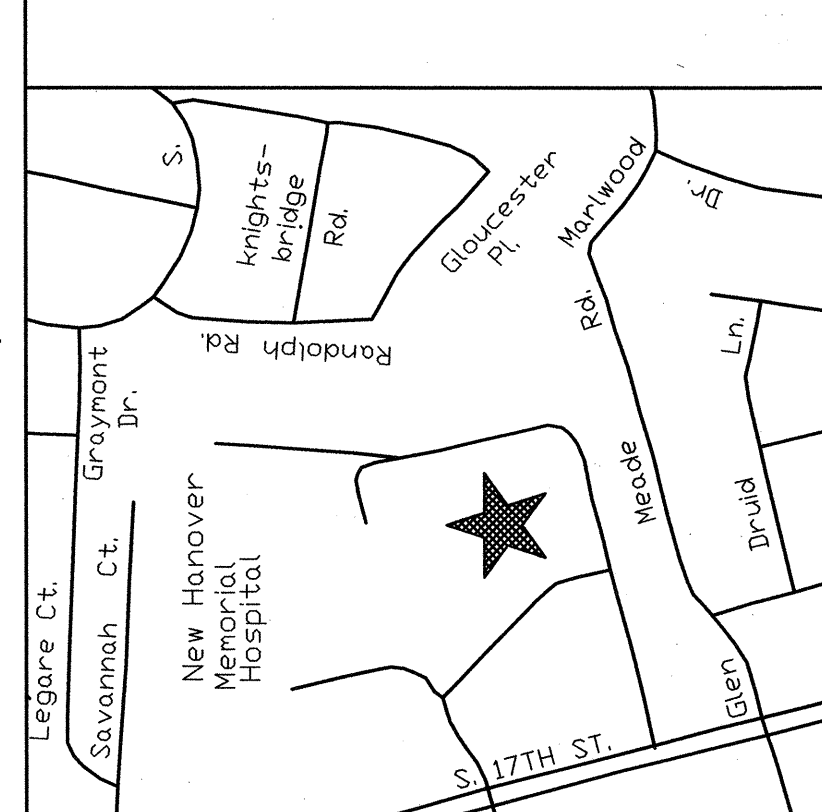 S.
knights-
bridge
Rd.
Gloucester
Pl.
Marlwood
Dr.
Randolph Rd.
Graymont
Dr.
Glen Meade Rd.
Druid Ln.
New Hanover
Memorial
Hospital
Legare Ct.
Savannah Ct.
S. 17TH ST.